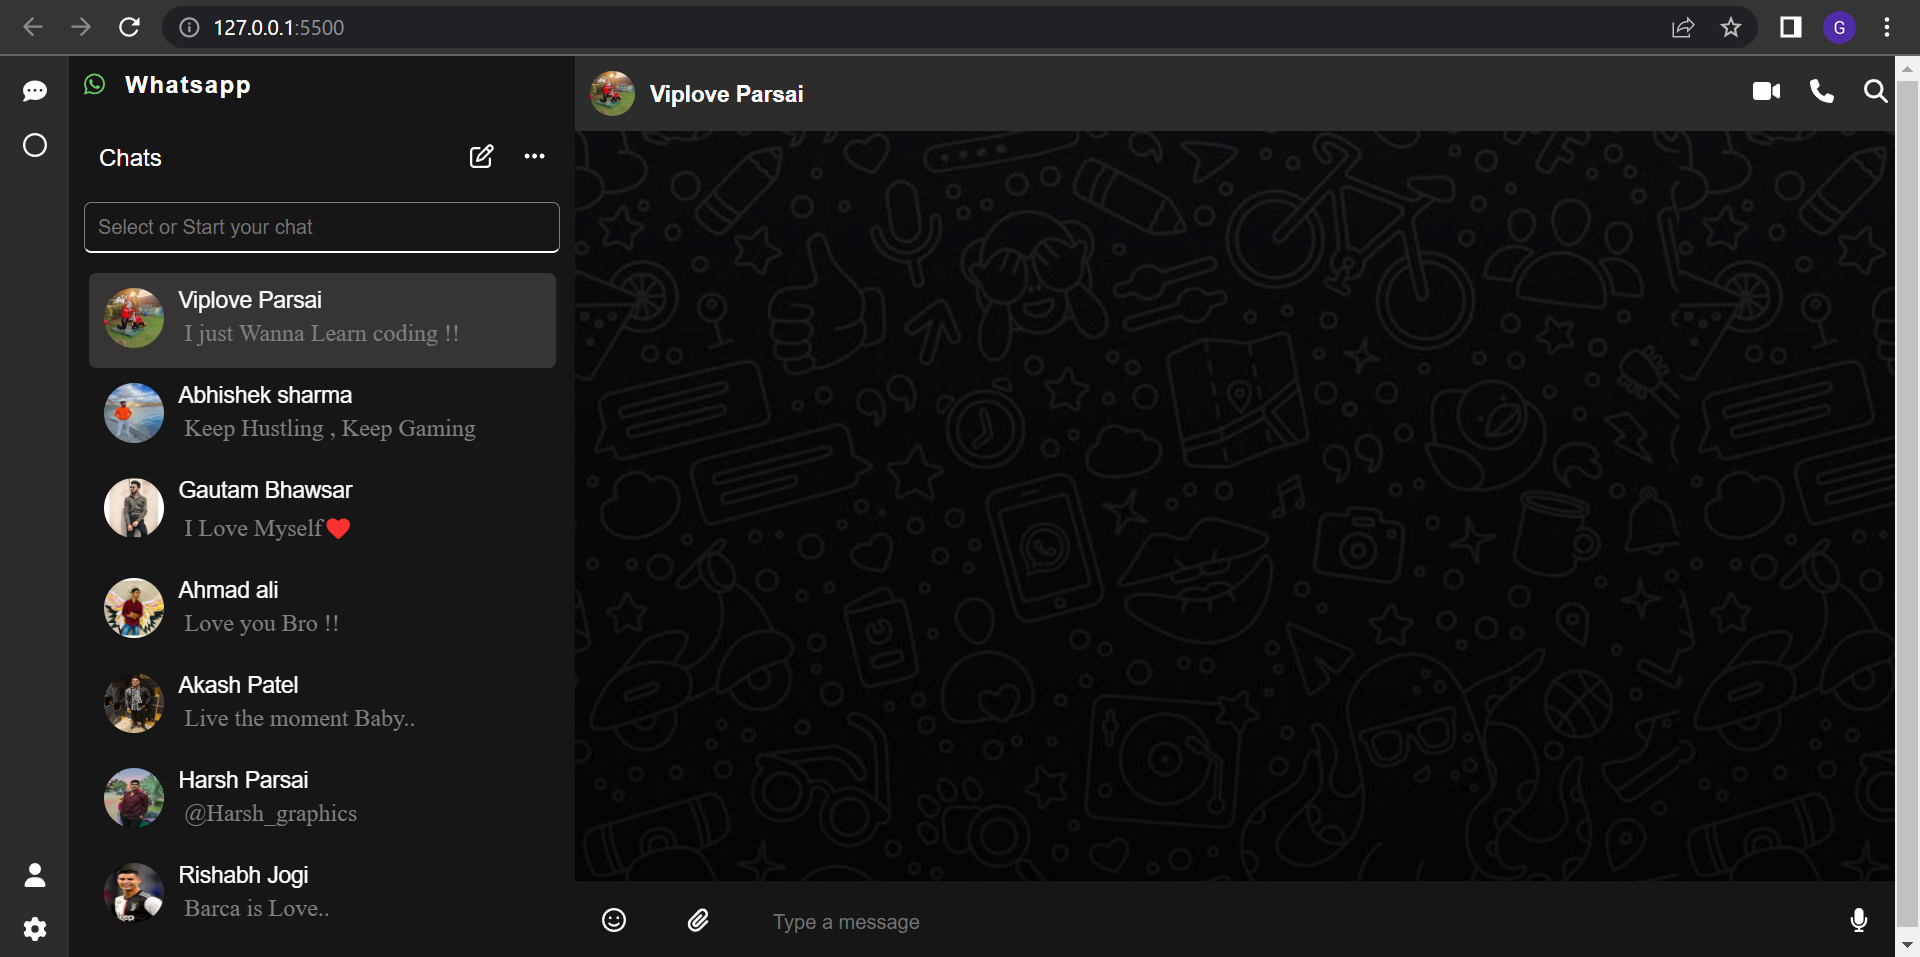 127.0.0.1:5500
G
Whatsapp
Chats
Select or Start your chat
Viplove Parsai
I just Wanna Learn coding !!
Abhishek sharma
Keep Hustling , Keep Gaming
Gautam Bhawsar
I Love Myself❤️
Ahmad ali
Love you Bro !!
Akash Patel
Live the moment Baby..
Harsh Parsai
@Harsh_graphics
Rishabh Jogi
Barca is Love..
Viplove Parsai
Type a message